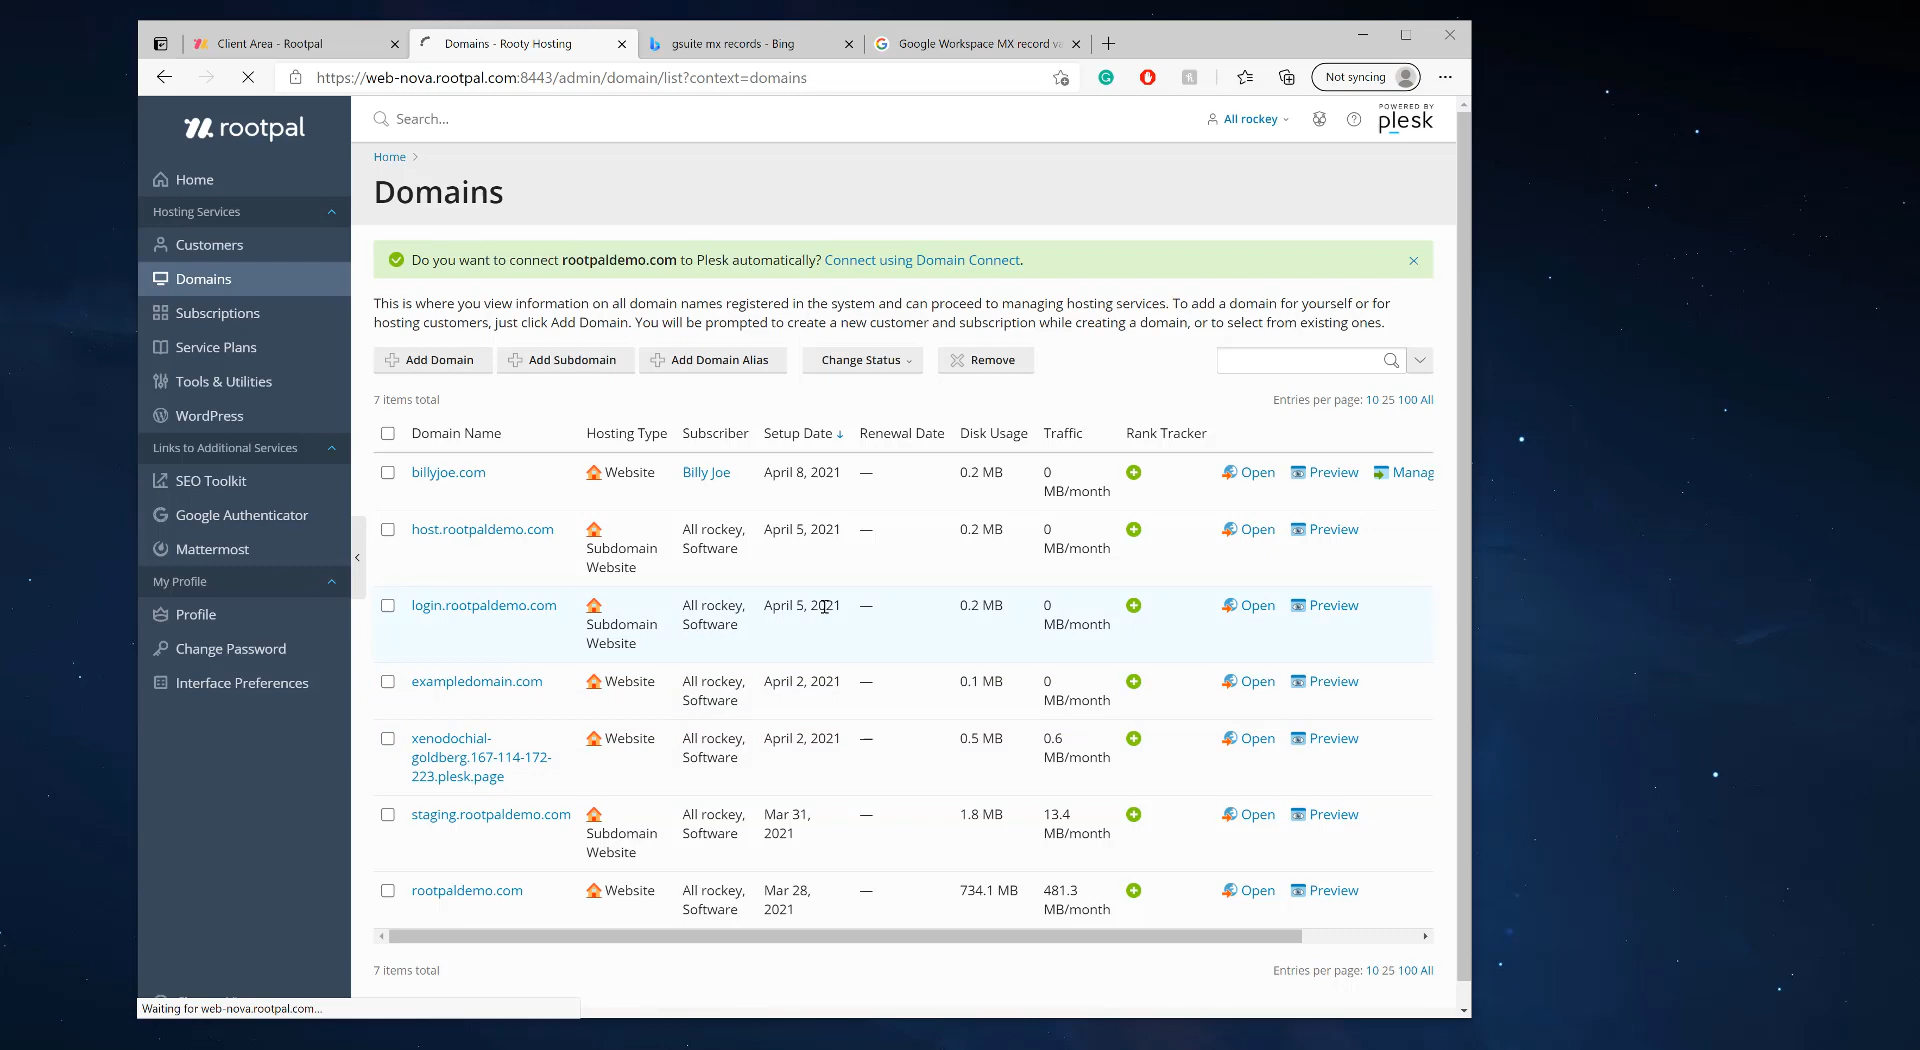 Client Area - Rootpal
Domains - Rooty Hosting
gsuite mx records - Bing
Google Workspace MX record va
https://web-nova.rootpal.com:8443/admin/domain/list?context=domains
Not syncing
rootpal
Search...
All rockey
POWERED BY
plesk
Home
Hosting Services
Customers
Domains
Subscriptions
Service Plans
Tools & Utilities
WordPress
Links to Additional Services
SEO Toolkit
Google Authenticator
Mattermost
My Profile
Profile
Change Password
Interface Preferences
Home >
Domains
Do you want to connect rootpaldemo.com to Plesk automatically? Connect using Domain Connect.
This is where you view information on all domain names registered in the system and can proceed to managing hosting services. To add a domain for yourself or for
hosting customers, just click Add Domain. You will be prompted to create a new customer and subscription while creating a domain, or to select from existing ones.
Add Domain Add Subdomain Add Domain Alias Change Status Remove
7 items total Entries per page: 10 25 100 All
Domain Name Hosting Type Subscriber Setup Date Renewal Date Disk Usage Traffic Rank Tracker
billyjoe.com Website Billy Joe April 8, 2021 — 0.2 MB 0 Open Preview Manag
MB/month
host.rootpaldemo.com All rockey, April 5, 2021 — 0.2 MB 0 Open Preview
Subdomain Software MB/month
Website
login.rootpaldemo.com All rockey, April 5, 2021 — 0.2 MB 0 Open Preview
Subdomain Software MB/month
Website
exampledomain.com Website All rockey, April 2, 2021 — 0.1 MB 0 Open Preview
Software MB/month
xenodochial- Website All rockey, April 2, 2021 — 0.5 MB 0.6 Open Preview
goldberg.167-114-172- Software MB/month
223.plesk.page
staging.rootpaldemo.com All rockey, Mar 31, — 1.8 MB 13.4 Open Preview
Subdomain Software 2021 MB/month
Website
rootpaldemo.com Website All rockey, Mar 28, — 734.1 MB 481.3 Open Preview
Software 2021 MB/month
7 items total Entries per page: 10 25 100 All
Waiting for web-nova.rootpal.com...